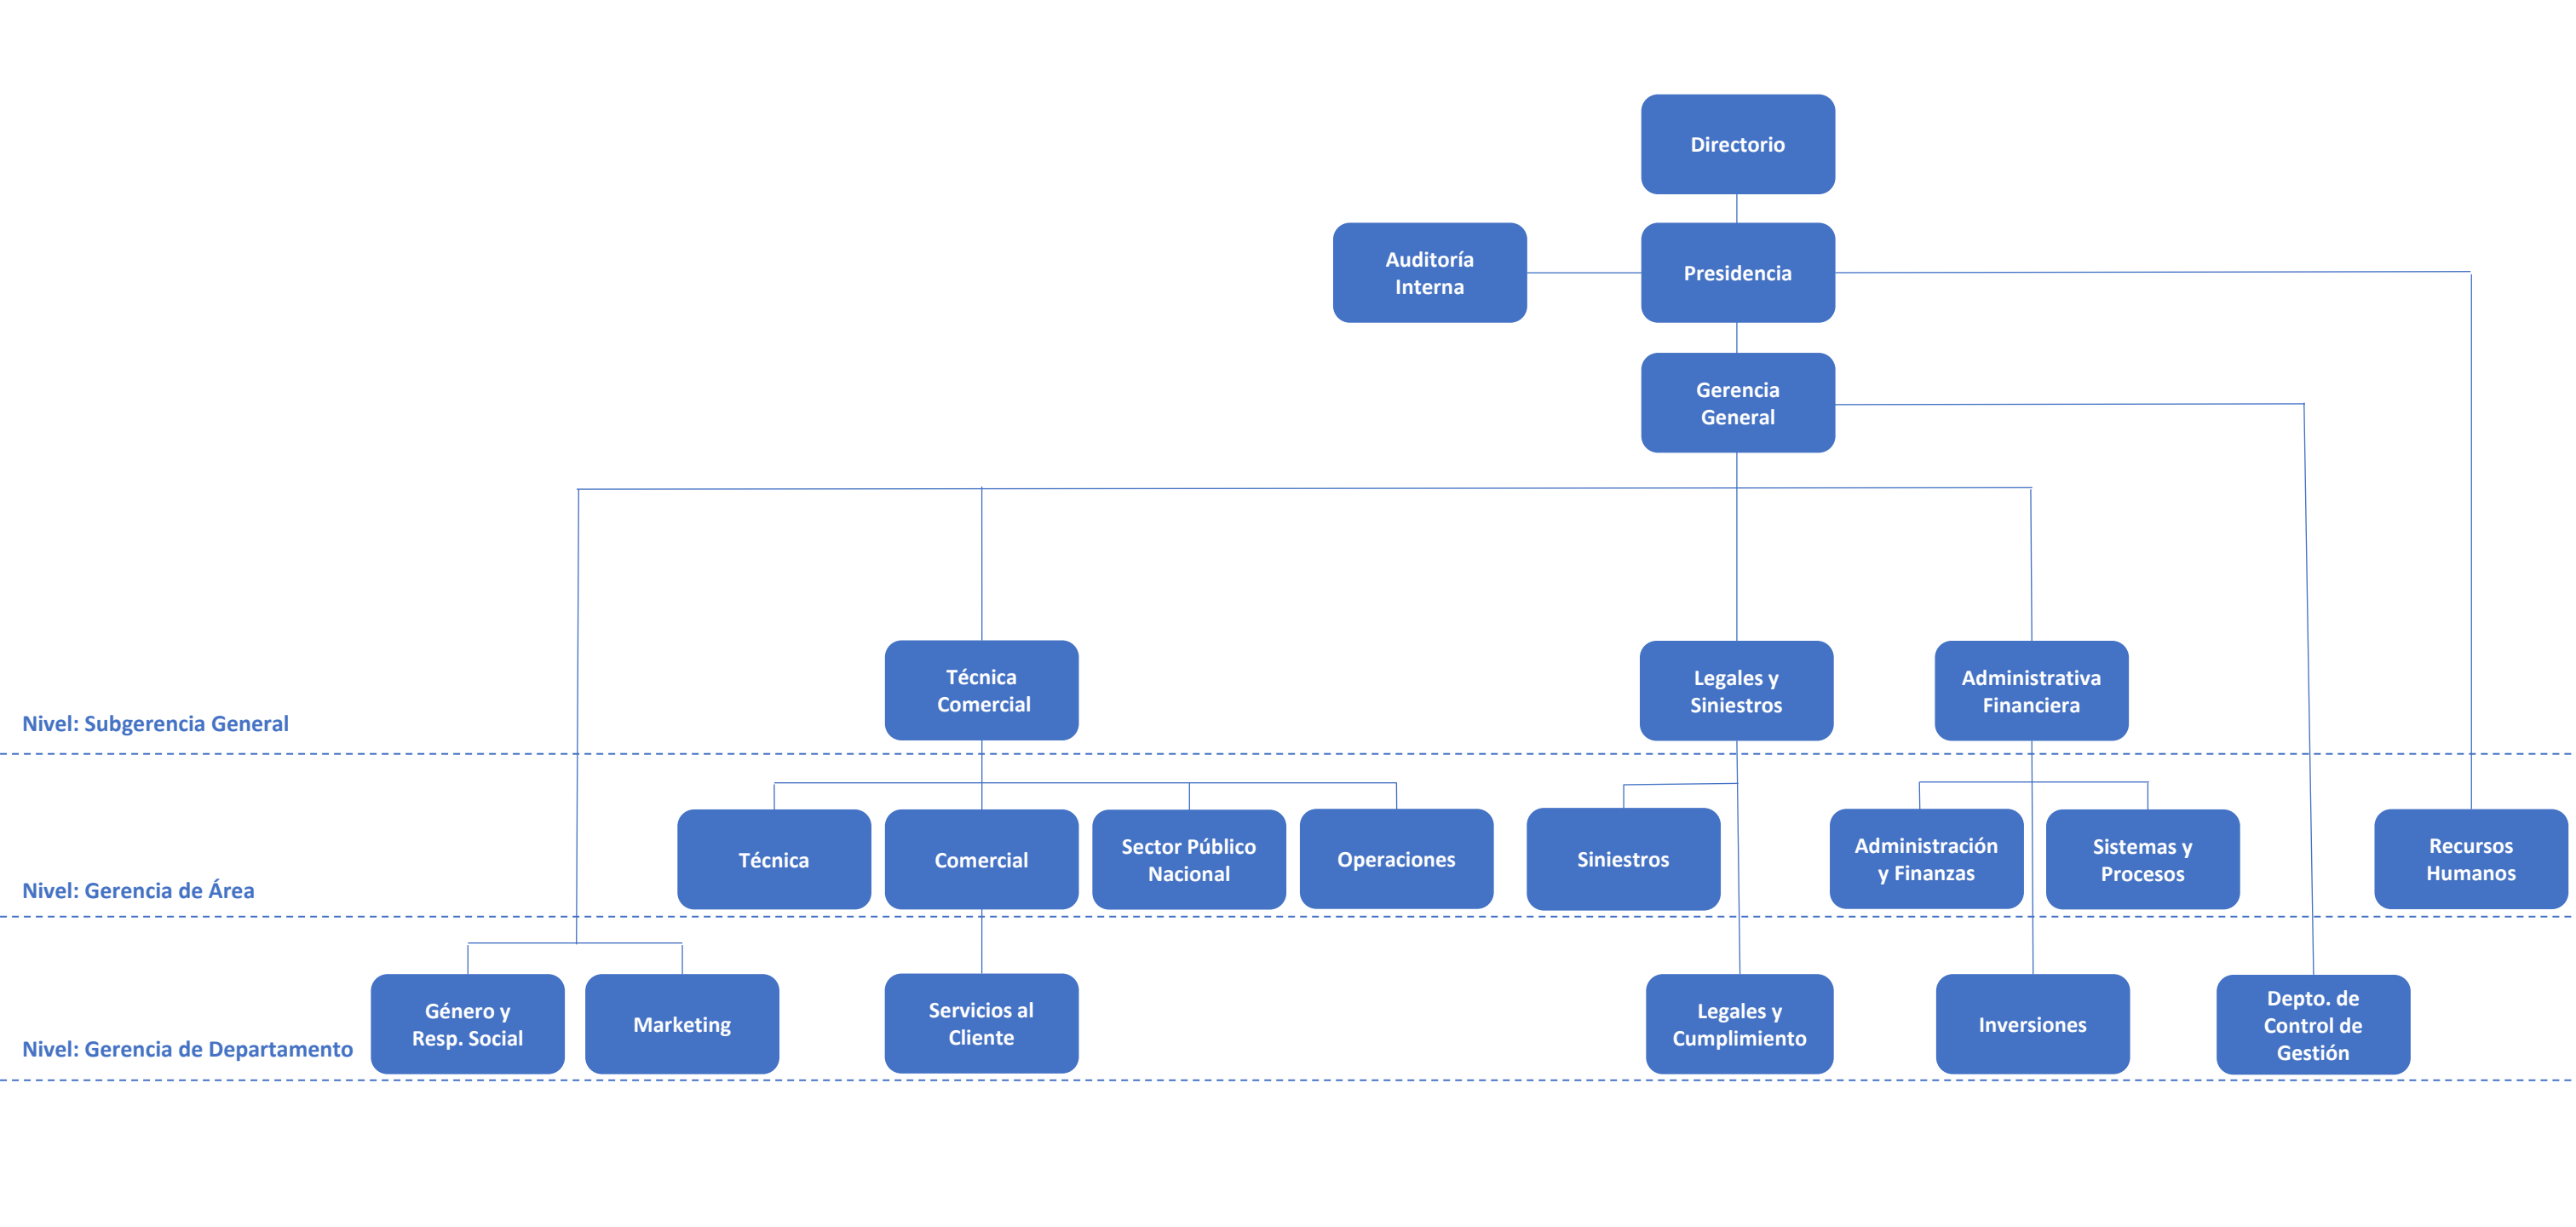 Directorio
Auditoría
Interna
Presidencia
Gerencia
General
Técnica
Comercial
Legales y
Siniestros
Administrativa
Financiera
Nivel: Subgerencia General
Técnica
Comercial
Sector Público
Nacional
Operaciones
Siniestros
Administración
y Finanzas
Sistemas y
Procesos
Recursos
Humanos
Nivel: Gerencia de Área
Género y
Resp. Social
Marketing
Servicios al
Cliente
Legales y
Cumplimiento
Inversiones
Depto. de
Control de
Gestión
Nivel: Gerencia de Departamento